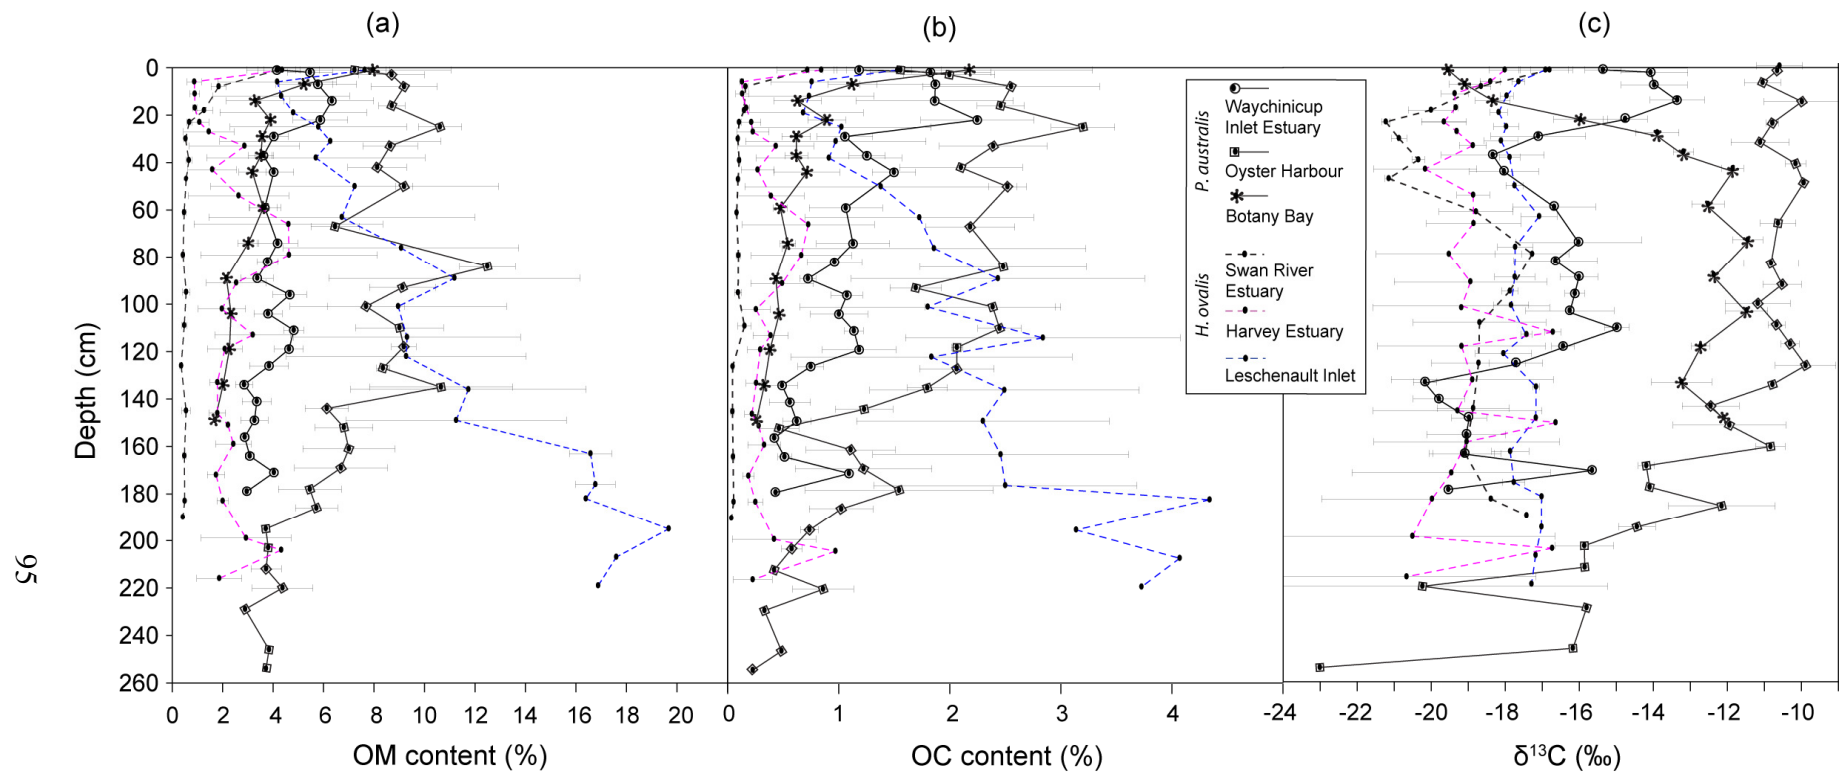 (a)
(b)
(c)
0
20
40
60
80
100
120
140
160
180
200
220
240
260
Depth (cm)
95
0 2 4 6 8 10 12 14 16 18 20
OM content (%)
0 1 2 3 4
OC content (%)
-24 -22 -20 -18 -16 -14 -12 -10
δ¹³C (‰)
P. australis
Waychinicup
Inlet Estuary
Oyster Harbour
Botany Bay
H. ovalis
Swan River
Estuary
Harvey Estuary
Leschenault Inlet